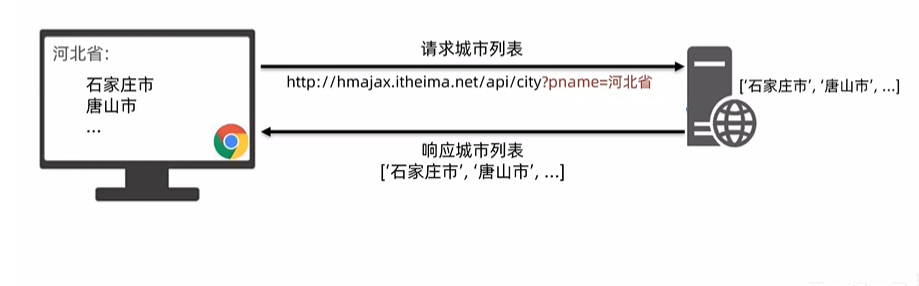 河北省:
石家庄市
唐山市
...
请求城市列表
http://hmajax.itheima.net/api/city?pname=河北省
响应城市列表
['石家庄市', '唐山市', ...]
['石家庄市', '唐山市', ...]